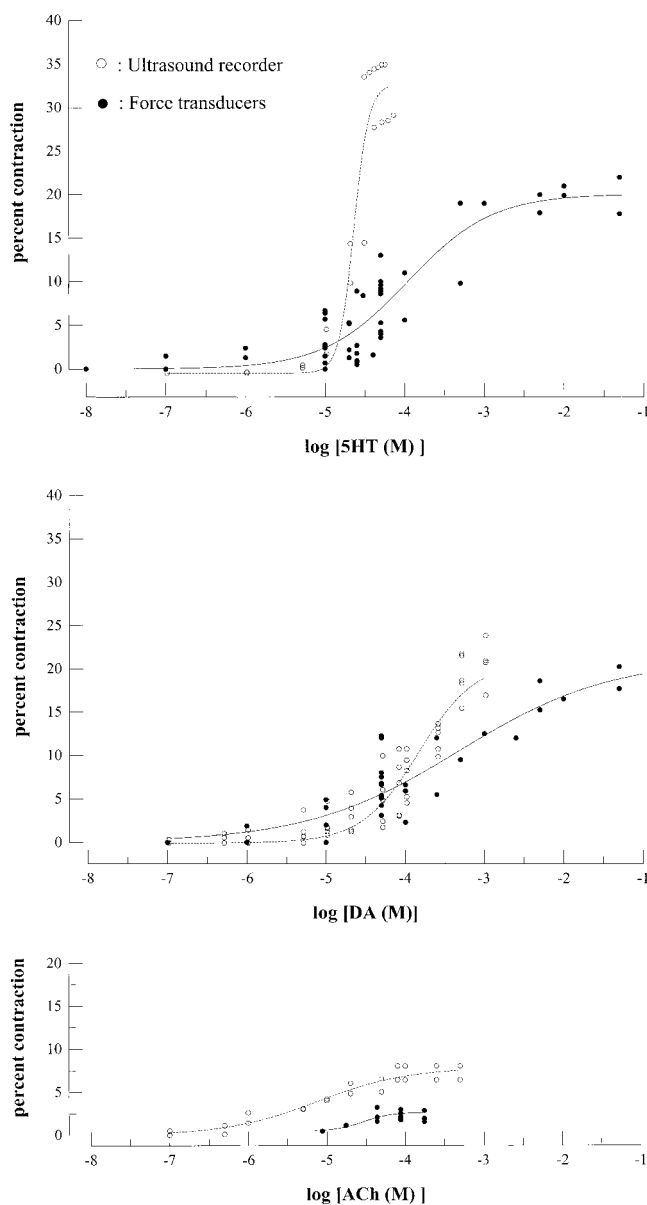 40
○ : Ultrasound recorder
35
30
● : Force transducers
25
20
15
10
5
0
percent contraction
-8 -7 -6 -5 -4 -3 -2 -1
log [5HT (M) ]
40
35
30
25
20
15
10
5
0
percent contraction
-8 -7 -6 -5 -4 -3 -2 -1
log [DA (M)]
20
15
10
5
0
percent contraction
-8 -7 -6 -5 -4 -3 -2 -1
log [ACh (M) ]